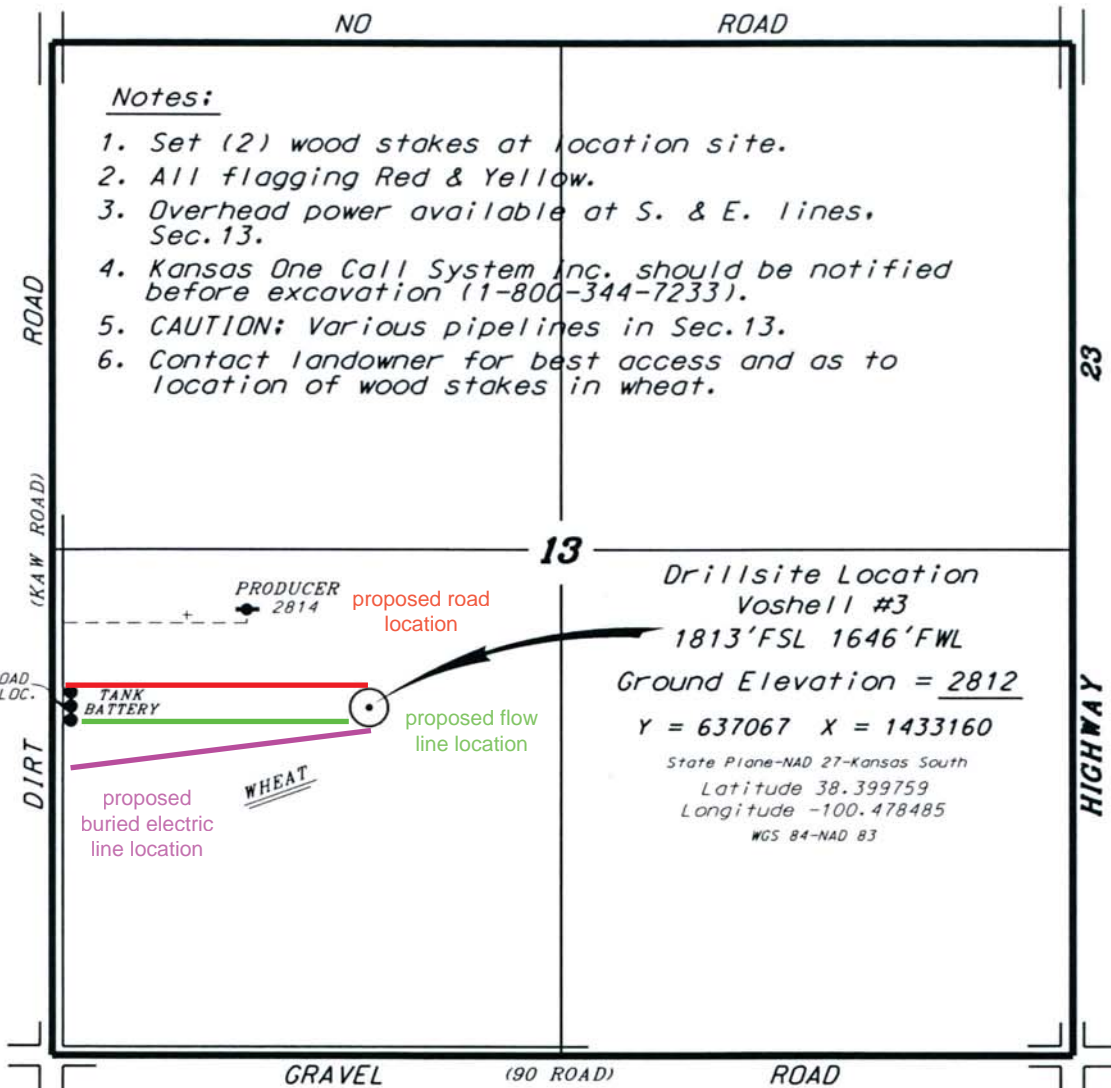 NO ROAD
Notes:
1. Set (2) wood stakes at location site.
2. All flagging Red & Yellow.
3. Overhead power available at S. & E. lines,
Sec. 13.
4. Kansas One Call System Inc. should be notified
before excavation (1-800-344-7233).
5. CAUTION: Various pipelines in Sec. 13.
6. Contact landowner for best access and as to
location of wood stakes in wheat.
ROAD
(KAW ROAD)
DIRT
23
HIGHWAY
13
PRODUCER
2814
proposed road
location
OAD
LOC.
TANK
BATTERY
proposed flow
line location
WHEAT
proposed
buried electric
line location
Drillsite Location
Voshell #3
1813'FSL 1646'FWL
Ground Elevation = 2812
Y = 637067 X = 1433160
State Plane-NAD 27-Kansas South
Latitude 38.399759
Longitude -100.478485
WGS 84-NAD 83
GRAVEL (90 ROAD) ROAD